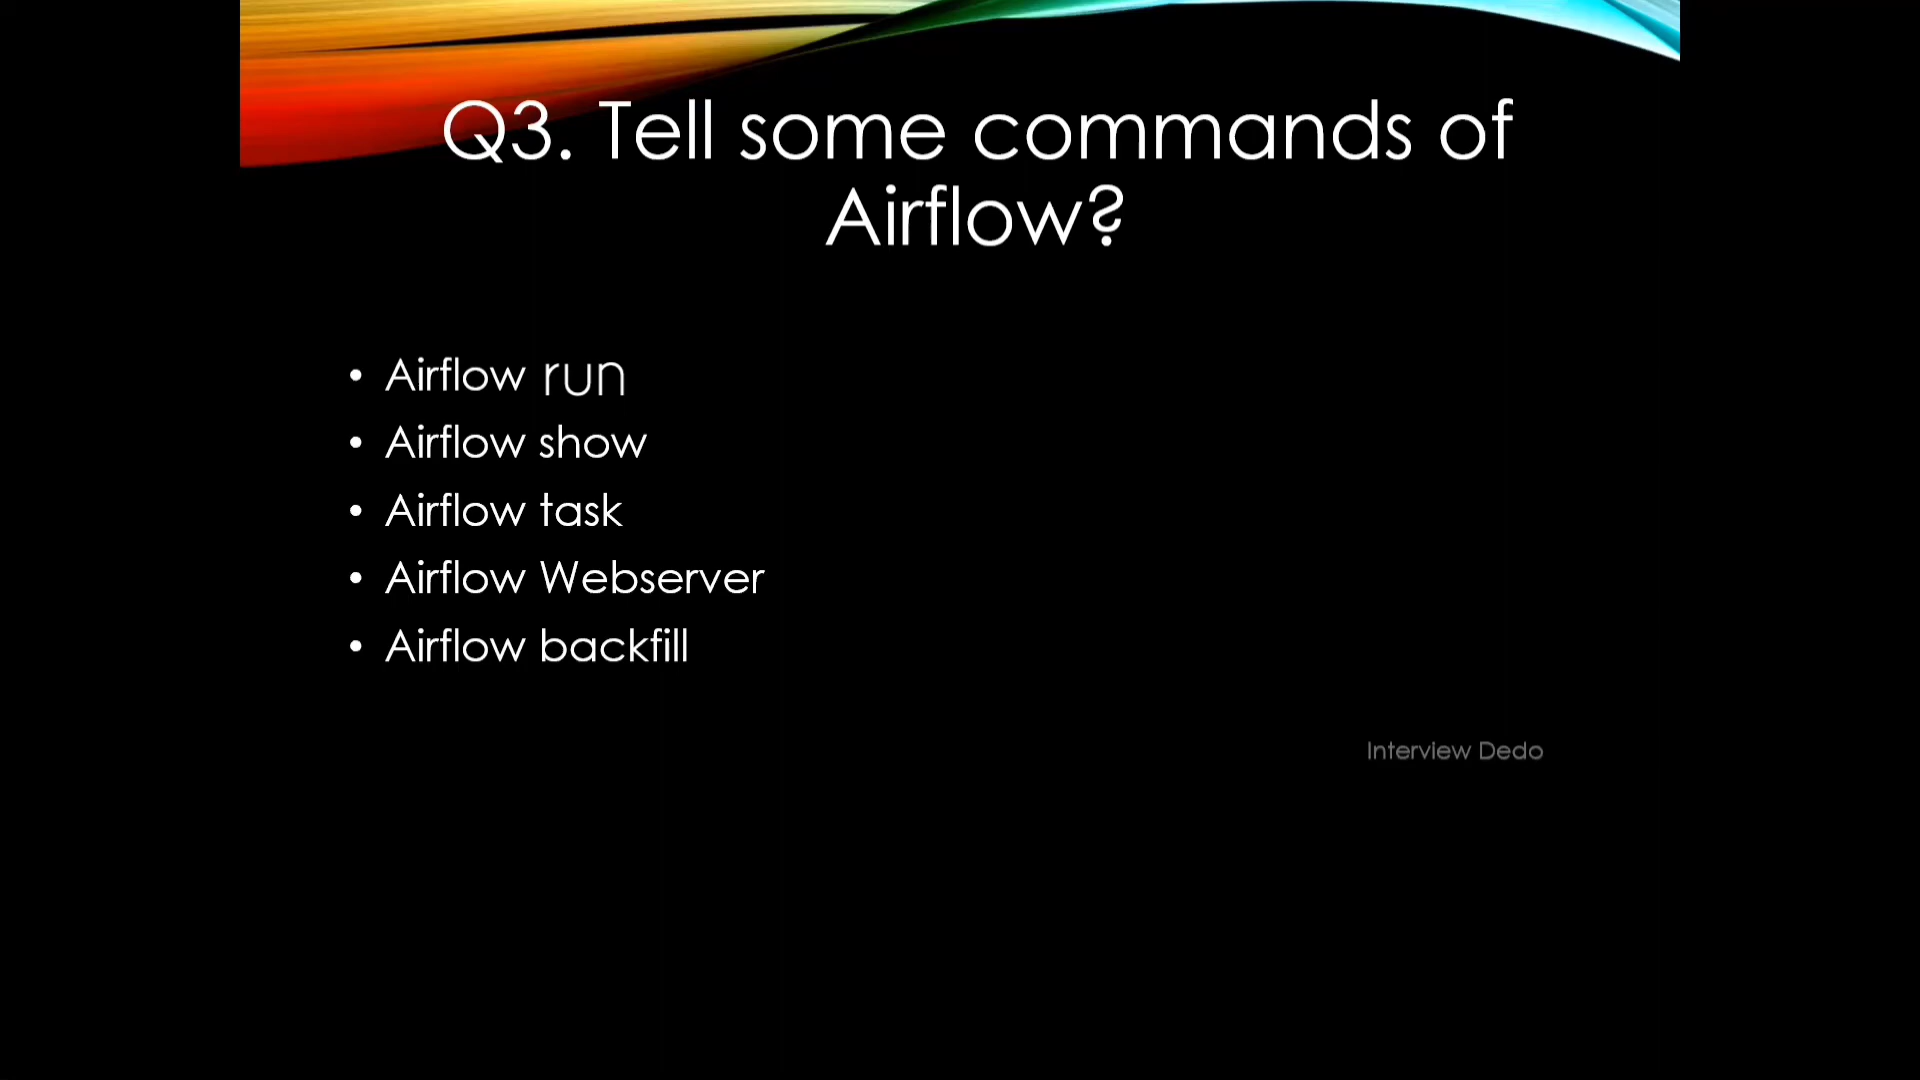 Q3. Tell some commands of
Airflow?
• Airflow run
• Airflow show
• Airflow task
• Airflow Webserver
• Airflow backfill
Interview Dedo